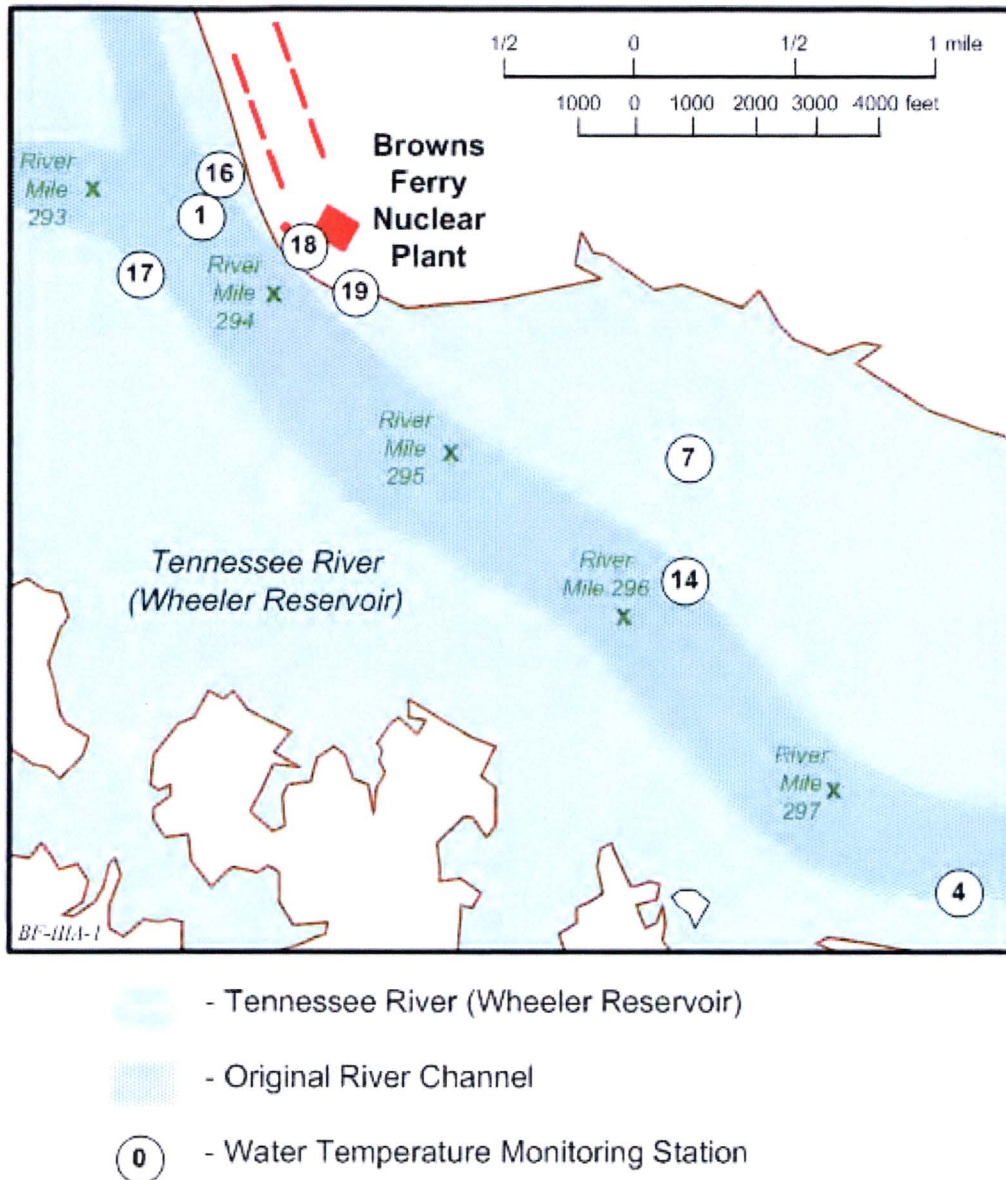 1/2 0 1/2 1 mile
1000 0 1000 2000 3000 4000 feet
Browns
Ferry
Nuclear
Plant
River
Mile
293
X
16
1
18
17
River
Mile
294
X
19
River
Mile
295
X
7
Tennessee River
(Wheeler Reservoir)
River
Mile 296
X
14
River
Mile
297
X
4
BF-IIIA-1
- Tennessee River (Wheeler Reservoir)
- Original River Channel
0 - Water Temperature Monitoring Station